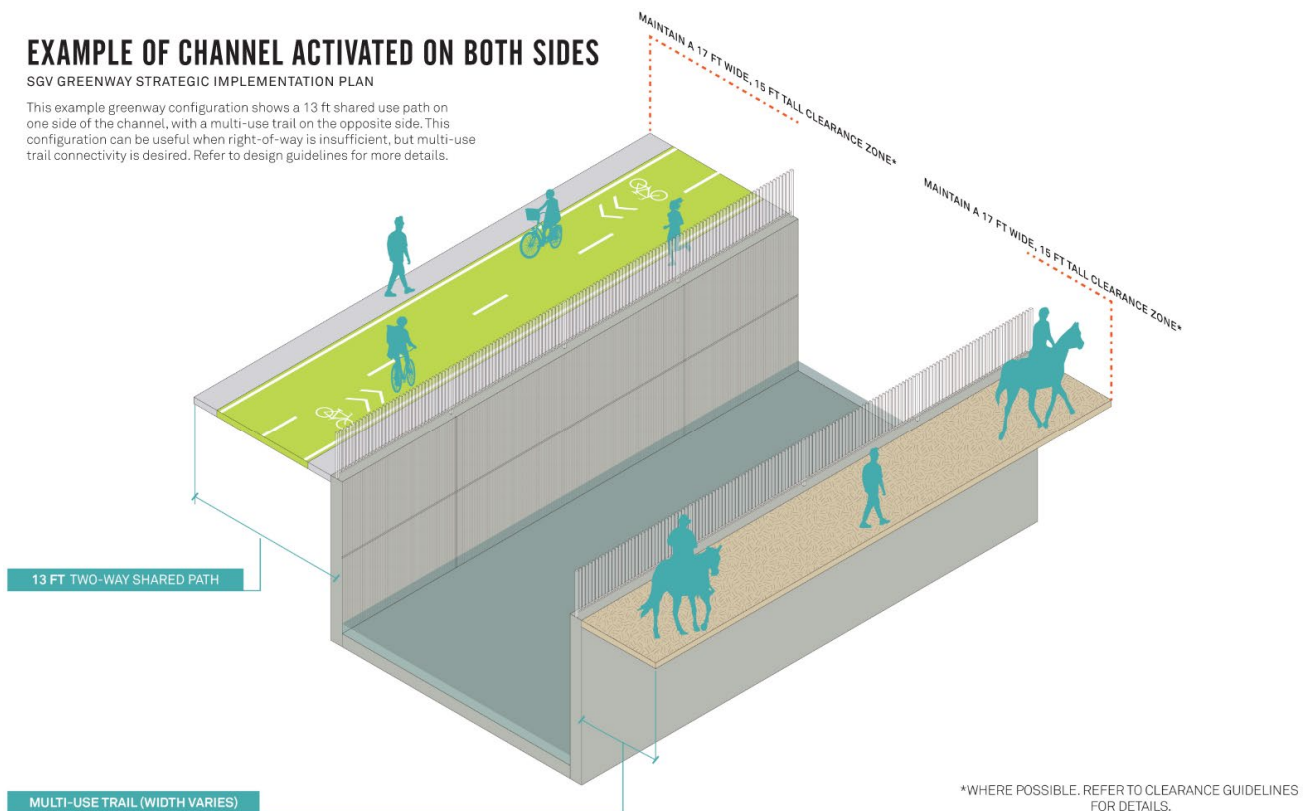 EXAMPLE OF CHANNEL ACTIVATED ON BOTH SIDES
SGV GREENWAY STRATEGIC IMPLEMENTATION PLAN
This example greenway configuration shows a 13 ft shared use path on
one side of the channel, with a multi-use trail on the opposite side. This
configuration can be useful when right-of-way is insufficient, but multi-use
trail connectivity is desired. Refer to design guidelines for more details.
MAINTAIN A 17 FT WIDE, 15 FT TALL CLEARANCE ZONE*
MAINTAIN A 17 FT WIDE, 15 FT TALL CLEARANCE ZONE*
13 FT TWO-WAY SHARED PATH
MULTI-USE TRAIL (WIDTH VARIES)
*WHERE POSSIBLE. REFER TO CLEARANCE GUIDELINES
FOR DETAILS.